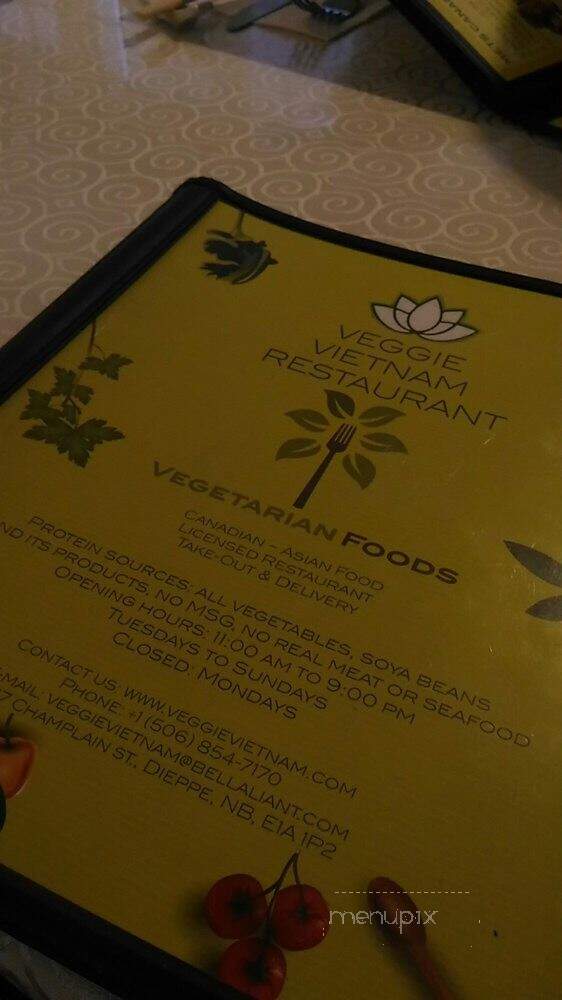 VEGGIE
VIETNAM
RESTAURANT
VEGETARIAN FOODS
CANADIAN - ASIAN FOOD
LICENSED RESTAURANT
TAKE-OUT & DELIVERY
PROTEIN SOURCES: ALL VEGETABLES, SOYA BEANS
ND ITS PRODUCTS, NO MSG, NO REAL MEAT OR SEAFOOD
OPENING HOURS: 11:00 AM TO 9:00 PM
TUESDAYS TO SUNDAYS
CLOSED: MONDAYS
CONTACT US: WWW.VEGGIEVIETNAM.COM
PHONE: +1 (506) 854-7170
-MAIL: VEGGIEVIETNAM@BELLALIANT.COM
7 CHAMPLAIN ST., DIEPPE, NB, E1A 1P2
menupix